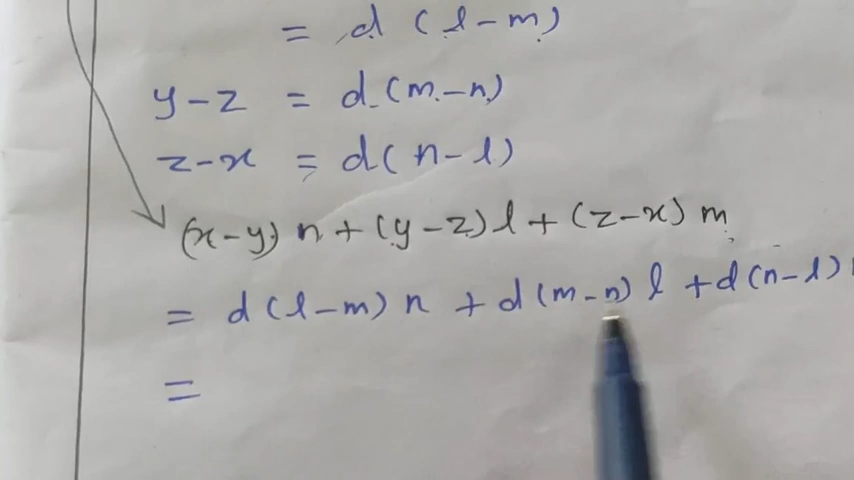 = d (l-m)
y-z = d(m-n)
z-x = d(n-l)
(x-y) n + (y-z) l + (z-x) m
= d(l-m) n + d(m-n) l + d(n-l)
=